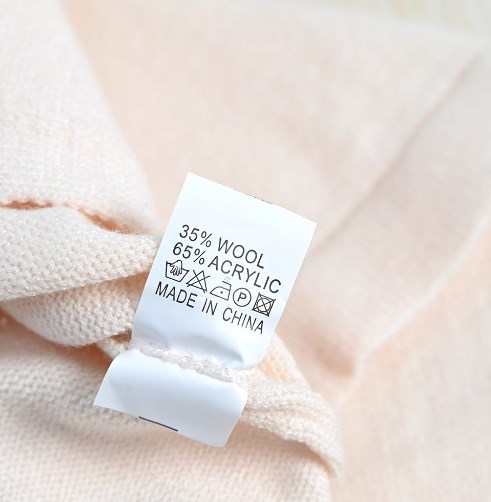 35% WOOL
65% ACRYLIC
P
MADE IN CHINA